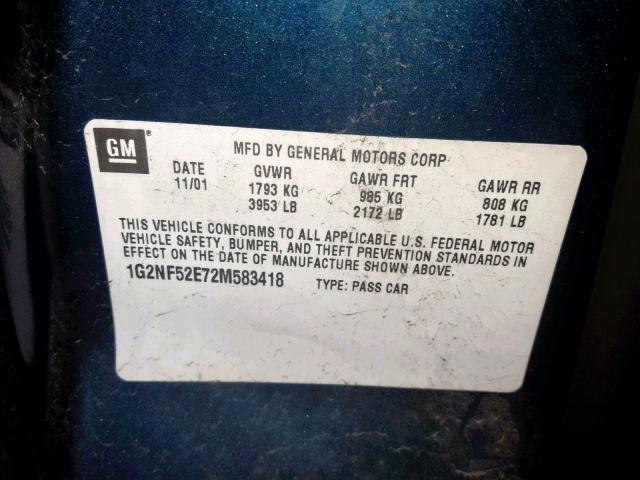 GM®
MFD BY GENERAL MOTORS CORP
DATE GVWR GAWR FRT GAWR RR
11/01 1793 KG 985 KG 808 KG
3953 LB 2172 LB 1781 LB
THIS VEHICLE CONFORMS TO ALL APPLICABLE U.S. FEDERAL MOTOR
VEHICLE SAFETY, BUMPER, AND THEFT PREVENTION STANDARDS IN
EFFECT ON THE DATE OF MANUFACTURE SHOWN ABOVE.
1G2NF52E72M583418 TYPE: PASS CAR